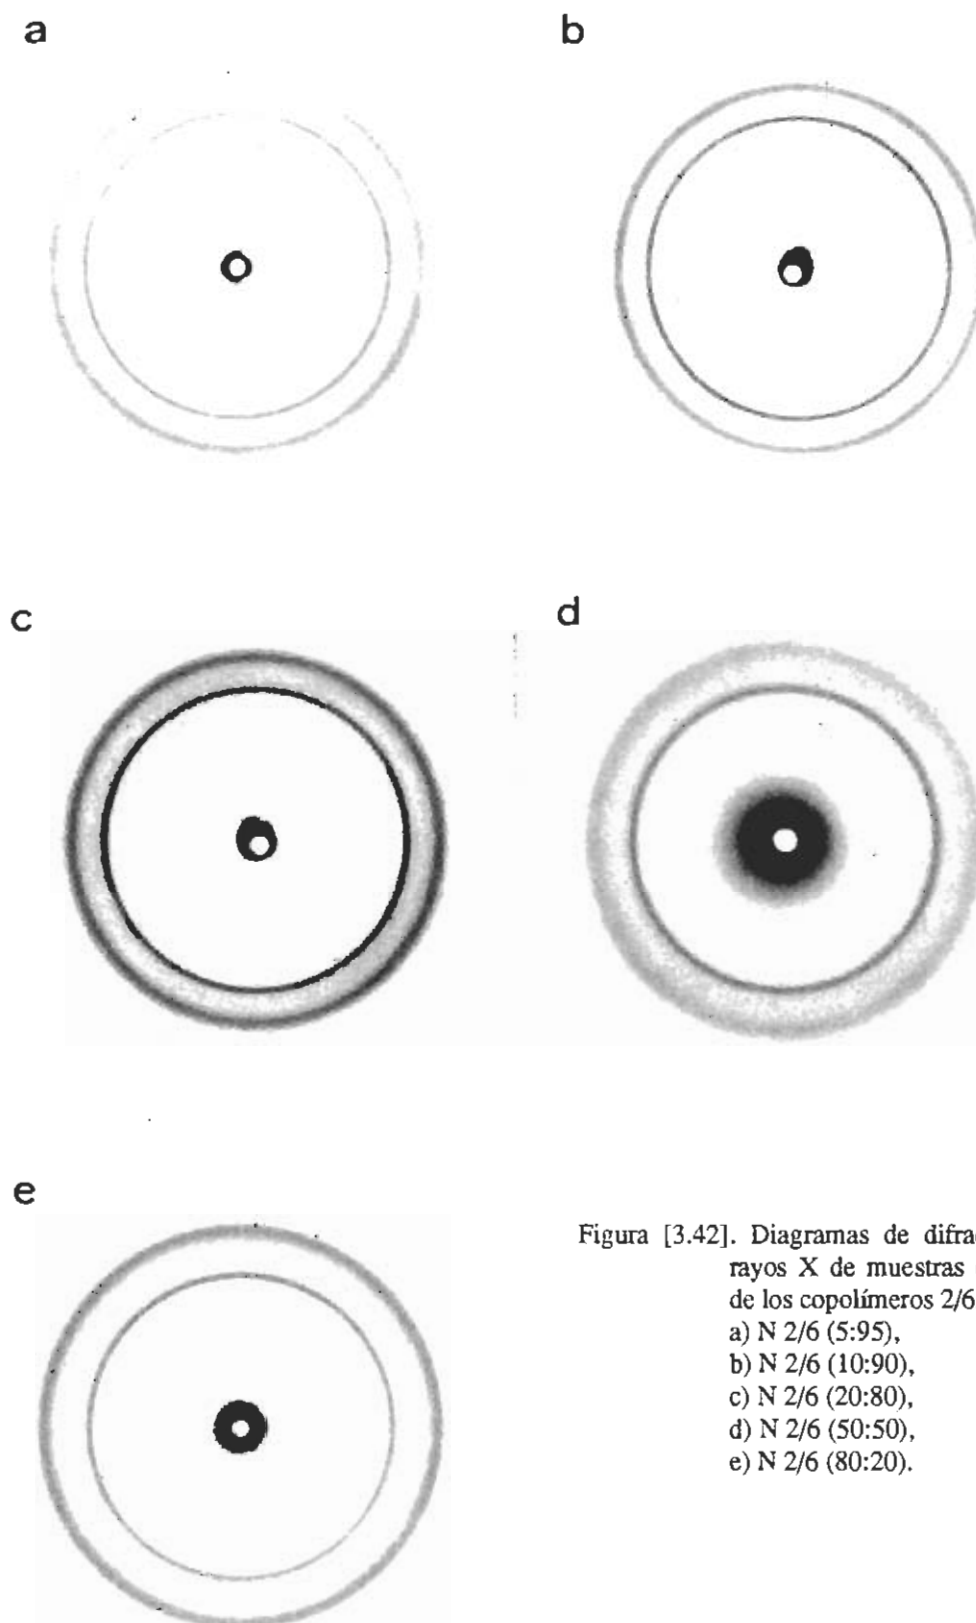 a
b
c
d
e
Figura [3.42]. Diagramas de
rayos X de muestras
de los copolímeros 2/6
a) N 2/6 (5:95),
b) N 2/6 (10:90),
c) N 2/6 (20:80),
d) N 2/6 (50:50),
e) N 2/6 (80:20).